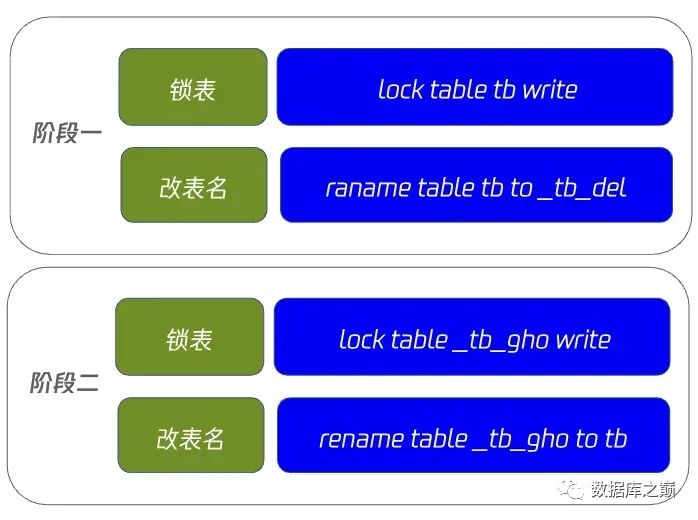 阶段一
锁表
lock table tb write
改表名
raname table tb to _tb_del
阶段二
锁表
lock table _tb_gho write
改表名
rename table _tb_gho to tb
数据库之巅